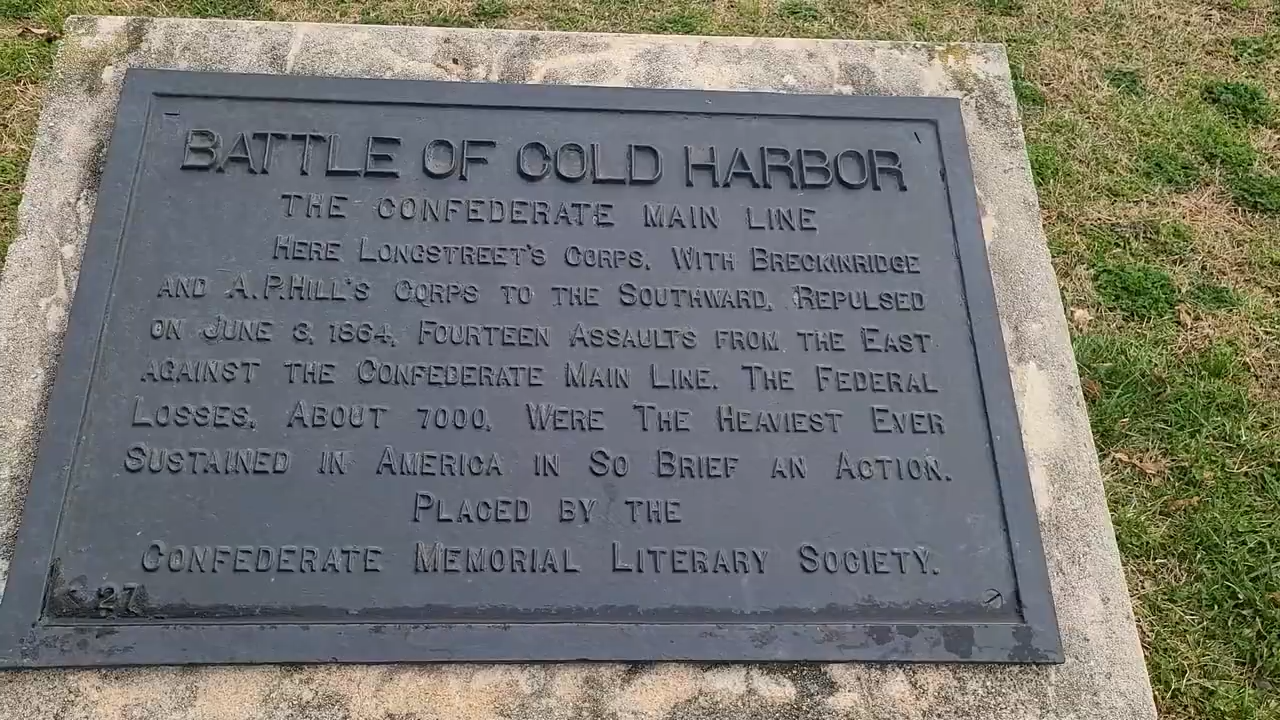 BATTLE OF COLD HARBOR
THE CONFEDERATE MAIN LINE
HERE LONGSTREET'S CORPS, WITH BRECKINRIDGE
AND A.P. HILL'S CORPS TO THE SOUTHWARD, REPULSED
ON JUNE 3, 1864, FOURTEEN ASSAULTS FROM THE EAST
AGAINST THE CONFEDERATE MAIN LINE. THE FEDERAL
LOSSES, ABOUT 7000, WERE THE HEAVIEST EVER
SUSTAINED IN AMERICA IN SO BRIEF AN ACTION.
PLACED BY THE
CONFEDERATE MEMORIAL LITERARY SOCIETY.
27